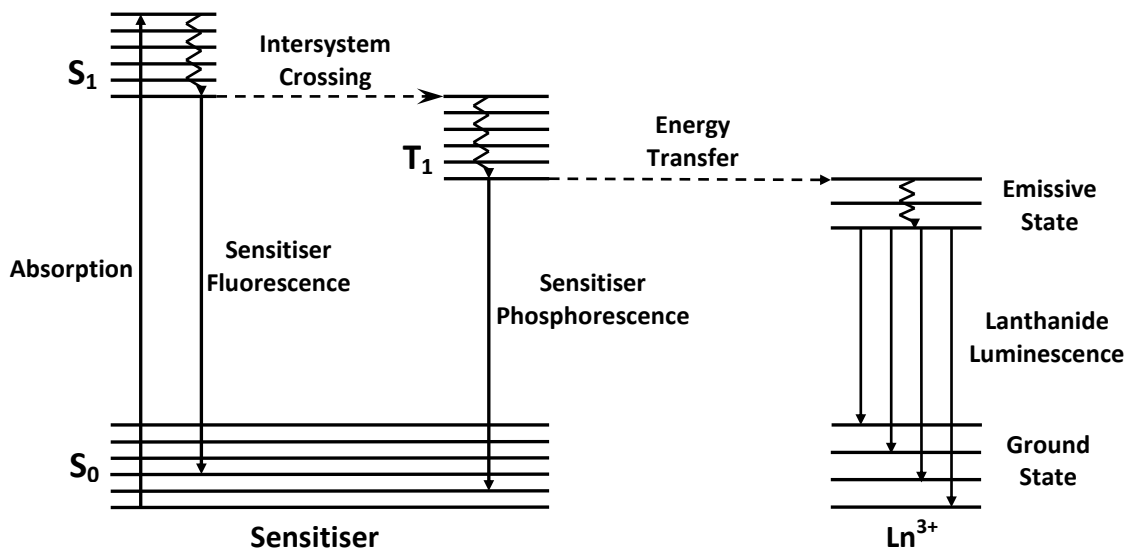 S₁
Intersystem
Crossing
T₁
Energy
Transfer
Emissive
State
Absorption
Sensitiser
Fluorescence
Sensitiser
Phosphorescence
Lanthanide
Luminescence
S₀
Ground
State
Sensitiser
Ln³⁺